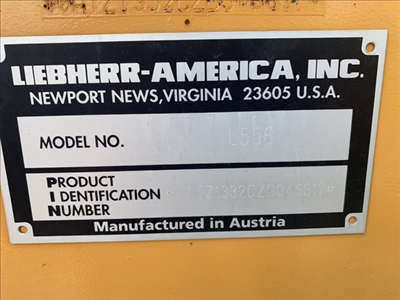 LIEBHERR-AMERICA, INC.
NEWPORT NEWS, VIRGINIA 23605 U.S.A.
MODEL NO. L556
PRODUCT
IDENTIFICATION
NUMBER
Manufactured in Austria